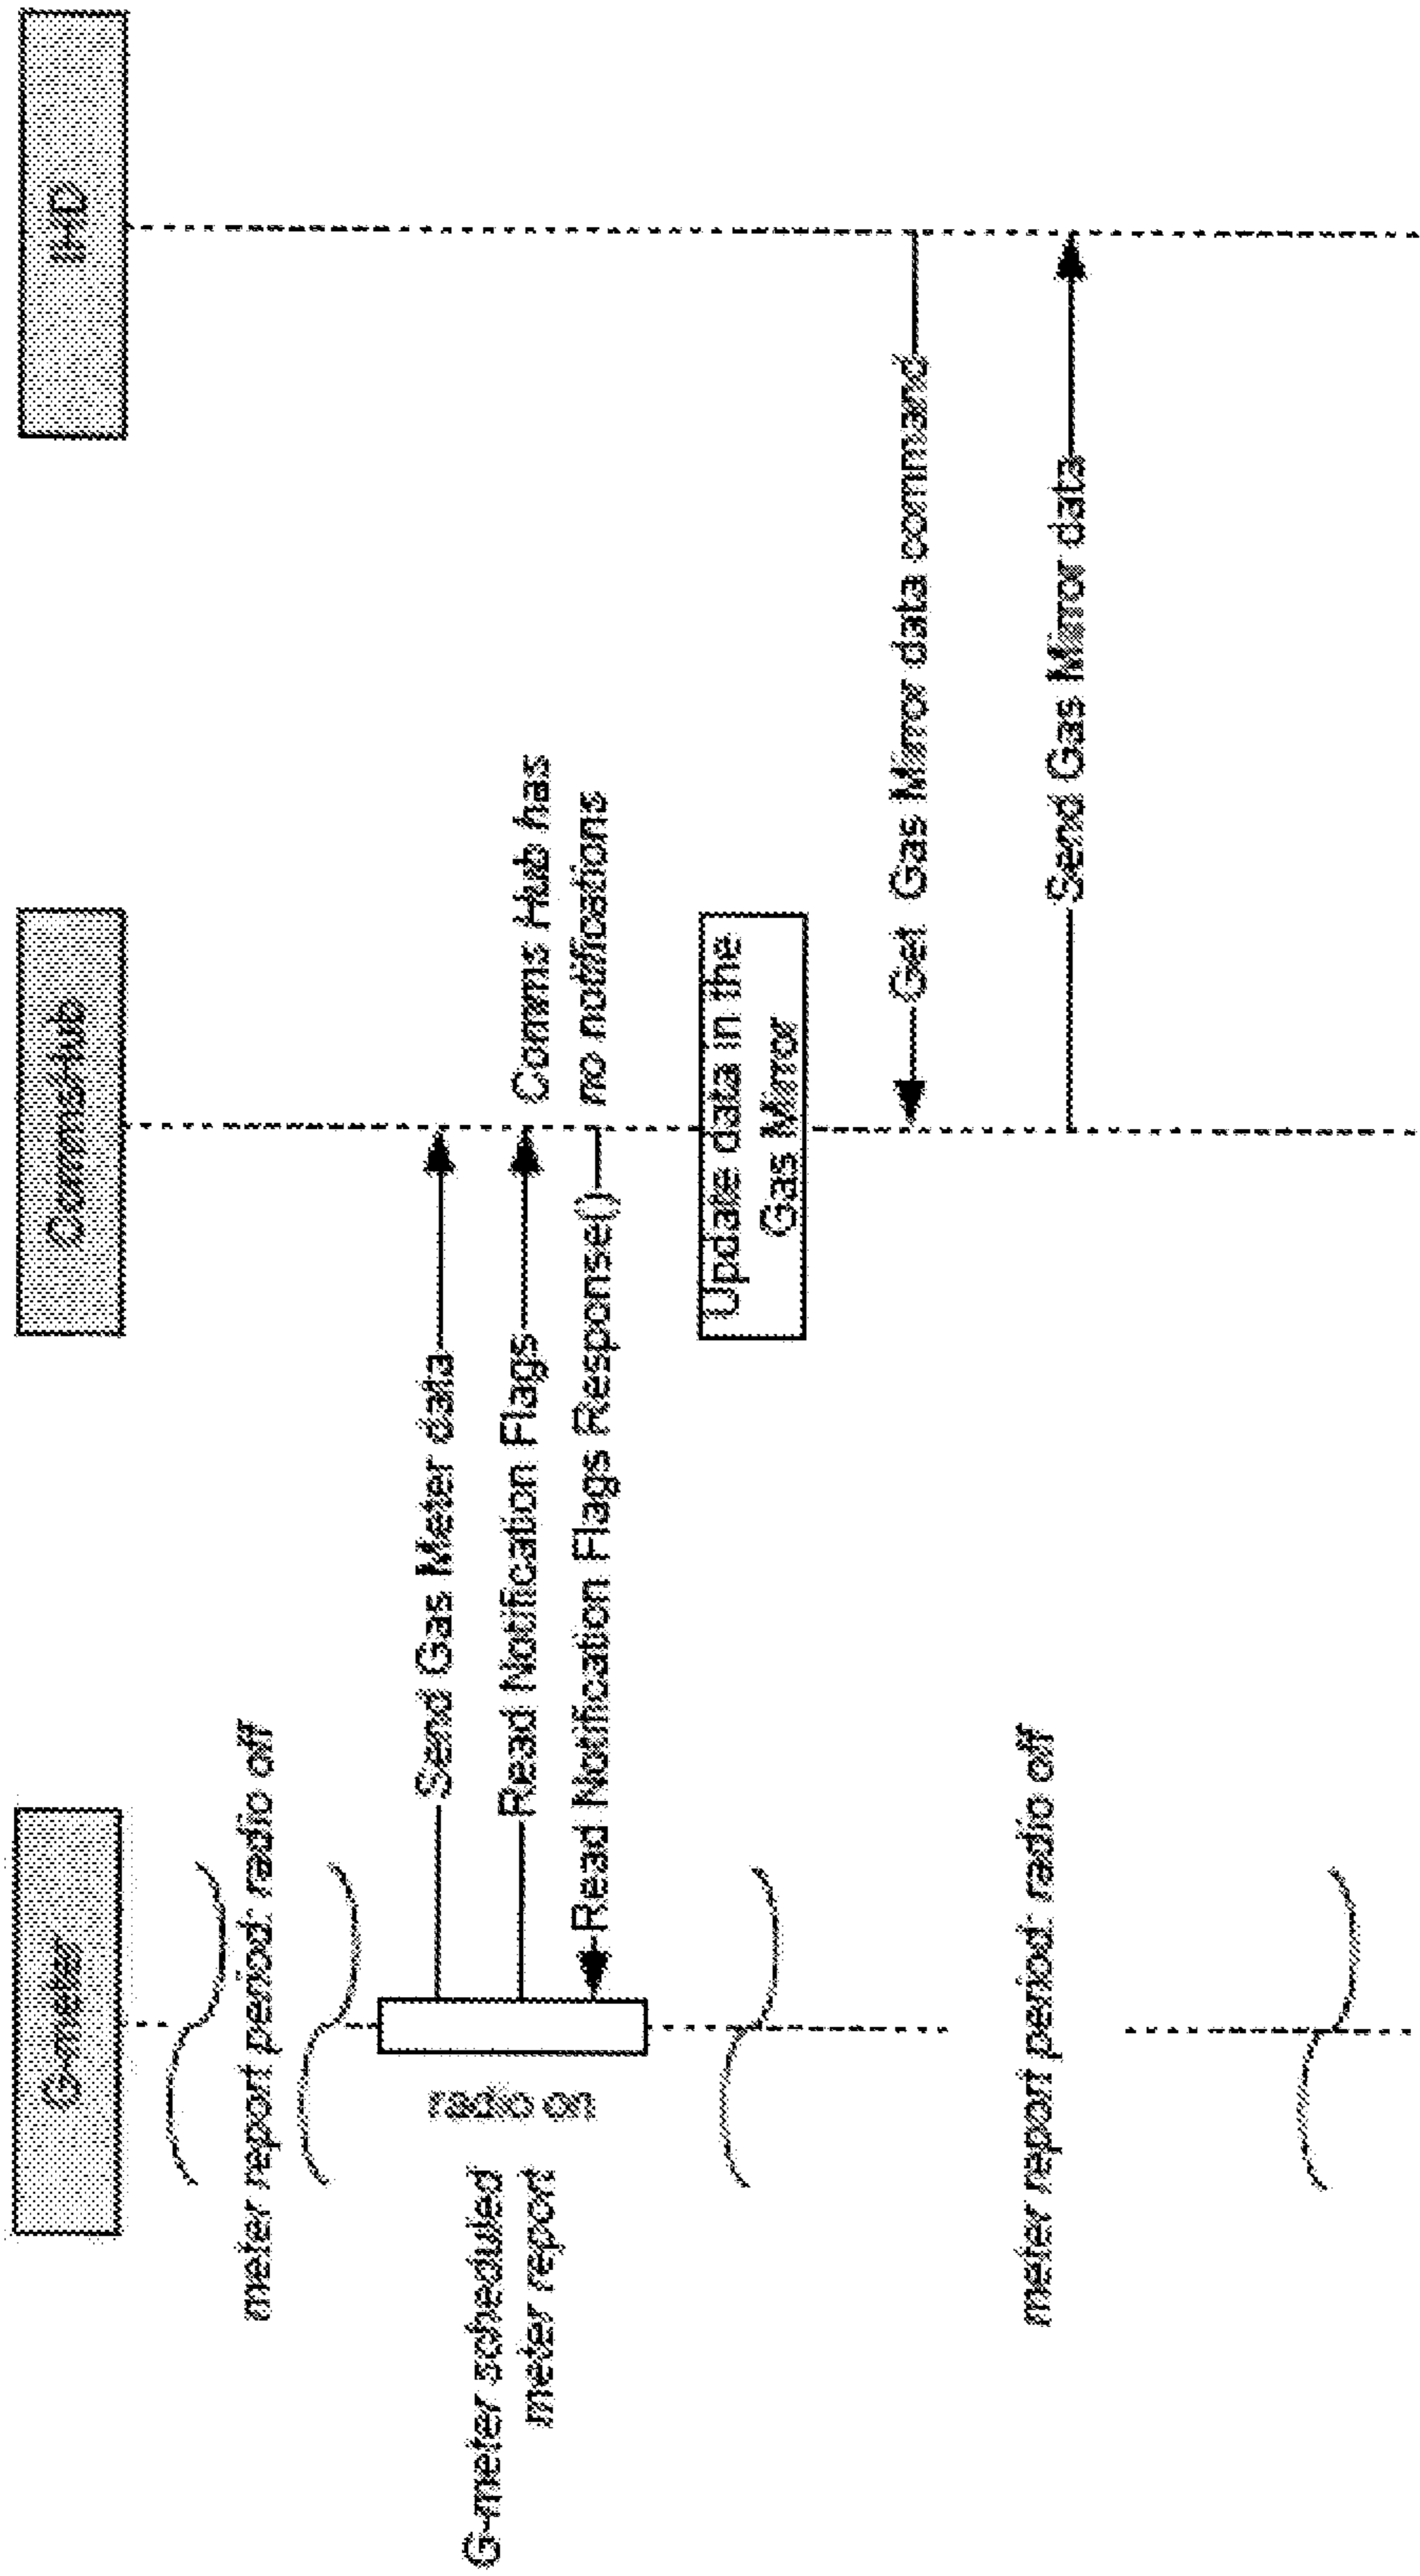 G-meter
Commshub
IHD
meter report period: radio off
Send Gas Meter data
G-meter scheduled
meter report
radio on
Read Notification Flags
Comms Hub has
no notifications
Read Notification Flags Response()
Update data in the
Gas Mirror
Get Gas Mirror data command
meter report period: radio off
Send Gas Mirror data